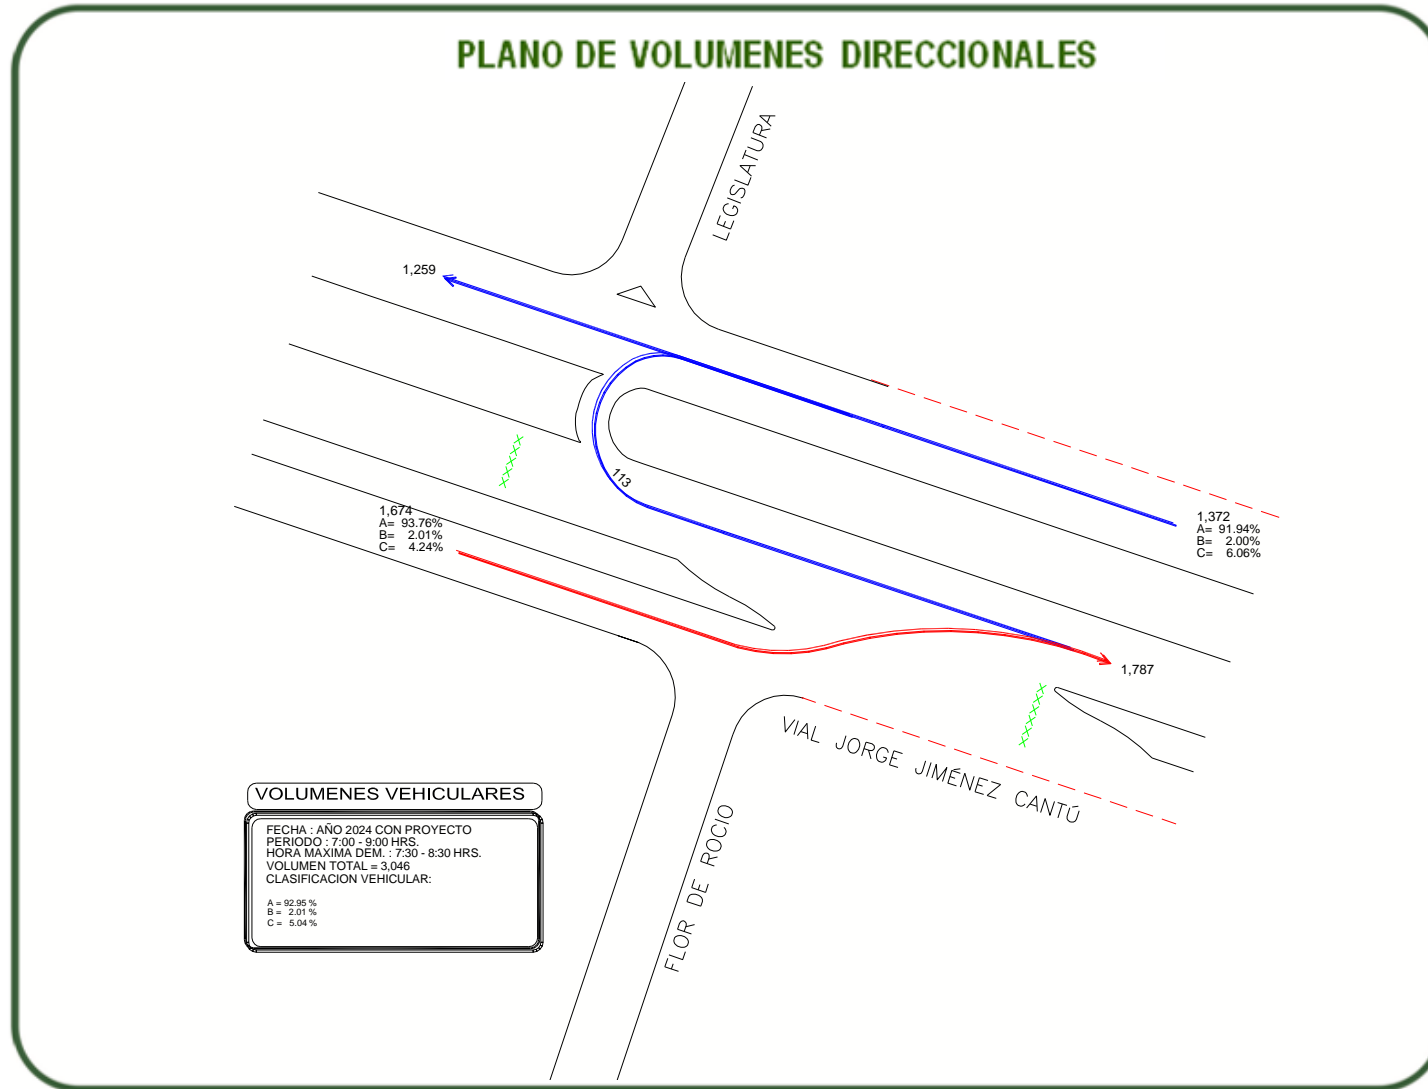 PLANO DE VOLUMENES DIRECCIONALES
LEGISLATURA
1,259
113
1,674
A= 93.76%
B= 2.01%
C= 4.24%
1,372
A= 91.94%
B= 2.00%
C= 6.06%
1,787
VIAL JORGE JIMÉNEZ CANTÚ
FLOR DE ROCIO
VOLUMENES VEHICULARES
FECHA : AÑO 2024 CON PROYECTO
PERIODO : 7:00 - 9:00 HRS.
HORA MAXIMA DEM. : 7:30 - 8:30 HRS.
VOLUMEN TOTAL = 3,046
CLASIFICACION VEHICULAR:
A = 92.95 %
B = 2.01 %
C = 5.04 %